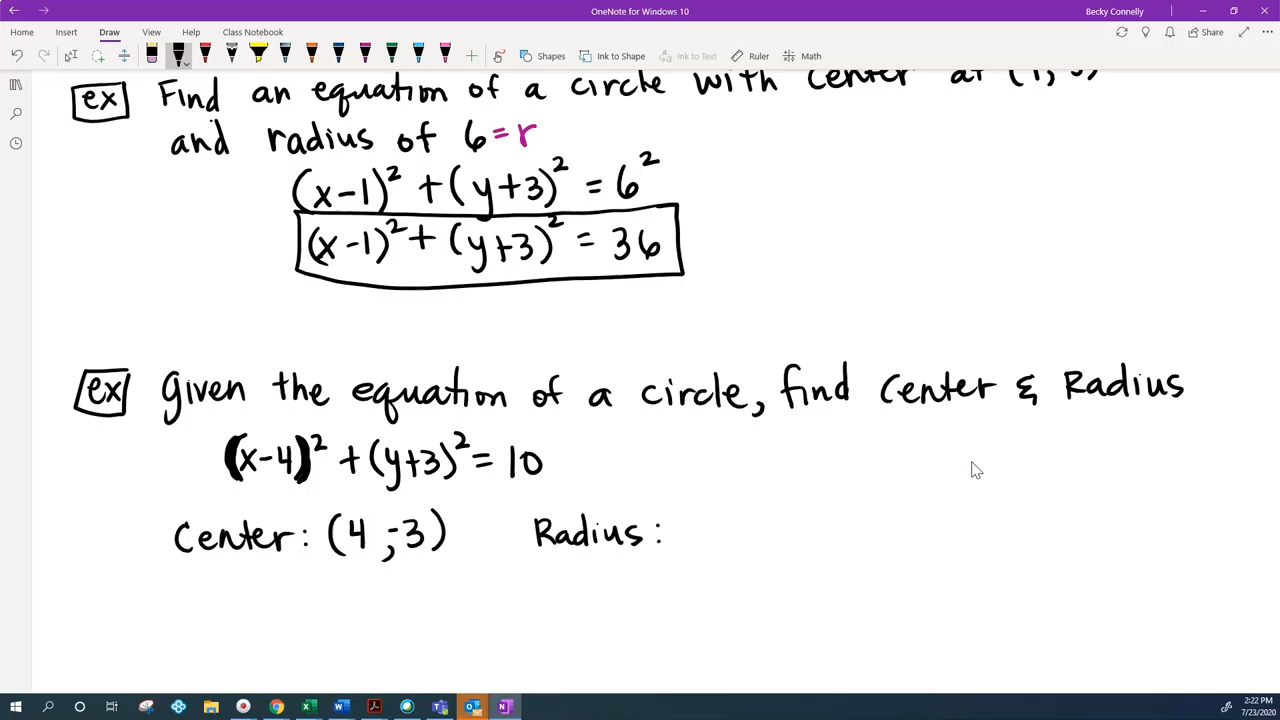 OneNote for Windows 10
Becky Connelly
Home Insert Draw View Help Class Notebook
Share
Shapes Ink to Shape Ink to Text Ruler Math
ex Find an equation of a circle with center at
and radius of 6 = r
(x-1)² + (y+3)² = 6²
(x-1)² + (y+3)² = 36
ex Given the equation of a circle, find Center & Radius
(x-4)² + (y+3)² = 10
Center: (4, -3) Radius:
2:22 PM
7/23/2020